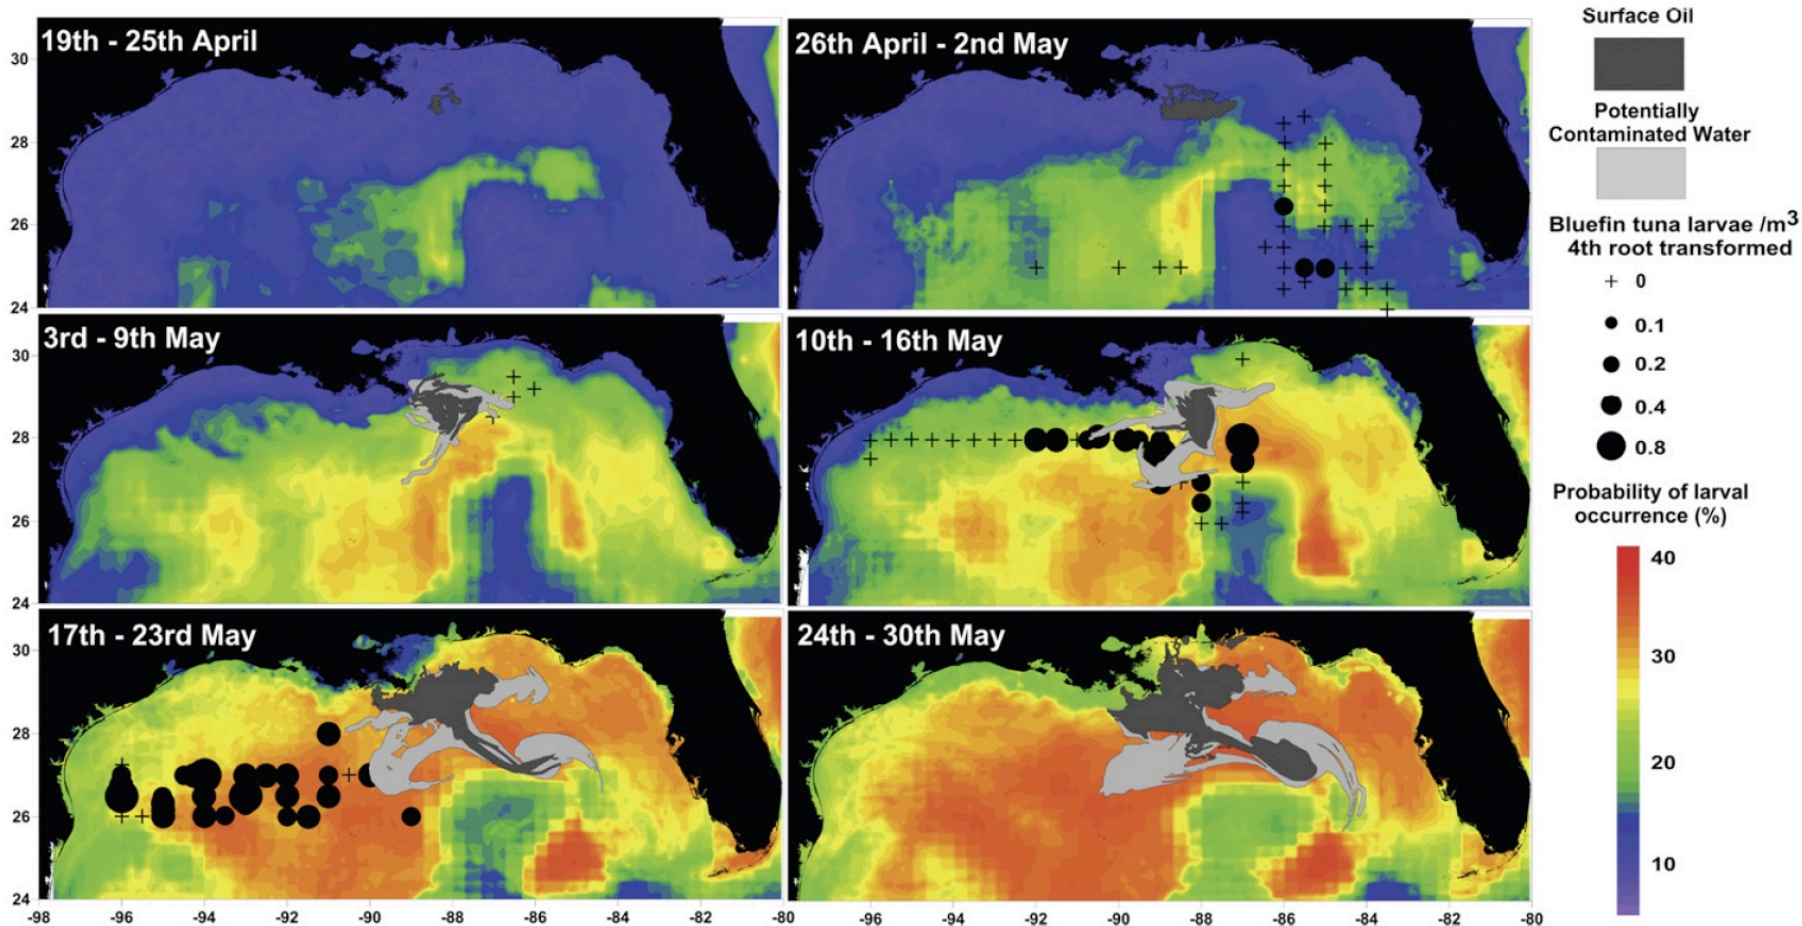 19th - 25th April
26th April - 2nd May
30
28
26
24
3rd - 9th May
10th - 16th May
30
28
26
24
17th - 23rd May
24th - 30th May
30
28
26
24
-98 -96 -94 -92 -90 -88 -86 -84 -82 -80
-96 -94 -92 -90 -88 -86 -84 -82 -80
Surface Oil
Potentially
Contaminated Water
Bluefin tuna larvae /m3
4th root transformed
0
0.1
0.2
0.4
0.8
Probability of larval
occurrence (%)
40
30
20
10